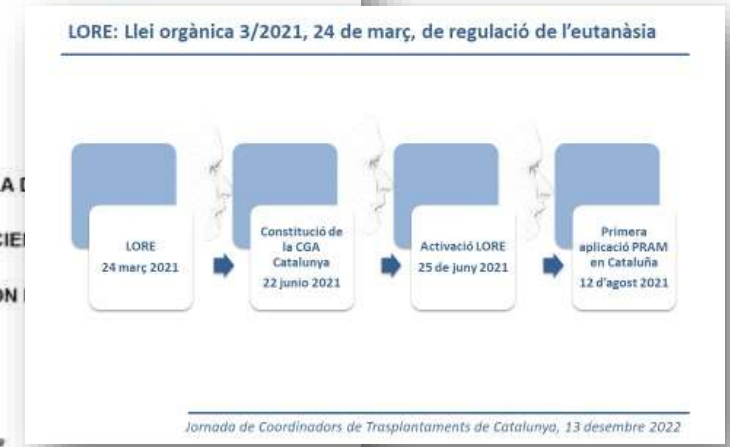 LORE: Llei orgànica 3/2021, 24 de març, de regulació de l'eutanàsia
LORE
24 març 2021
Constitució de
la CGA
Catalunya
22 junio 2021
Activació LORE
25 de juny 2021
Primera
aplicació PRAM
en Cataluña
12 d'agost 2021
Jornada de Coordinadors de Trasplantaments de Catalunya, 13 desembre 2022